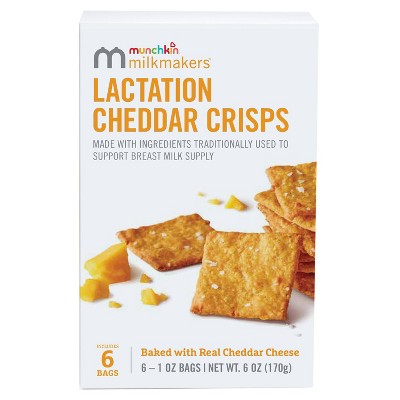 munchkin
milkmakers®
LACTATION
CHEDDAR CRISPS
MADE WITH INGREDIENTS TRADITIONALLY USED TO
SUPPORT BREAST MILK SUPPLY
INCLUDES
6
BAGS
Baked with Real Cheddar Cheese
6 – 1 OZ BAGS | NET WT. 6 OZ (170g)